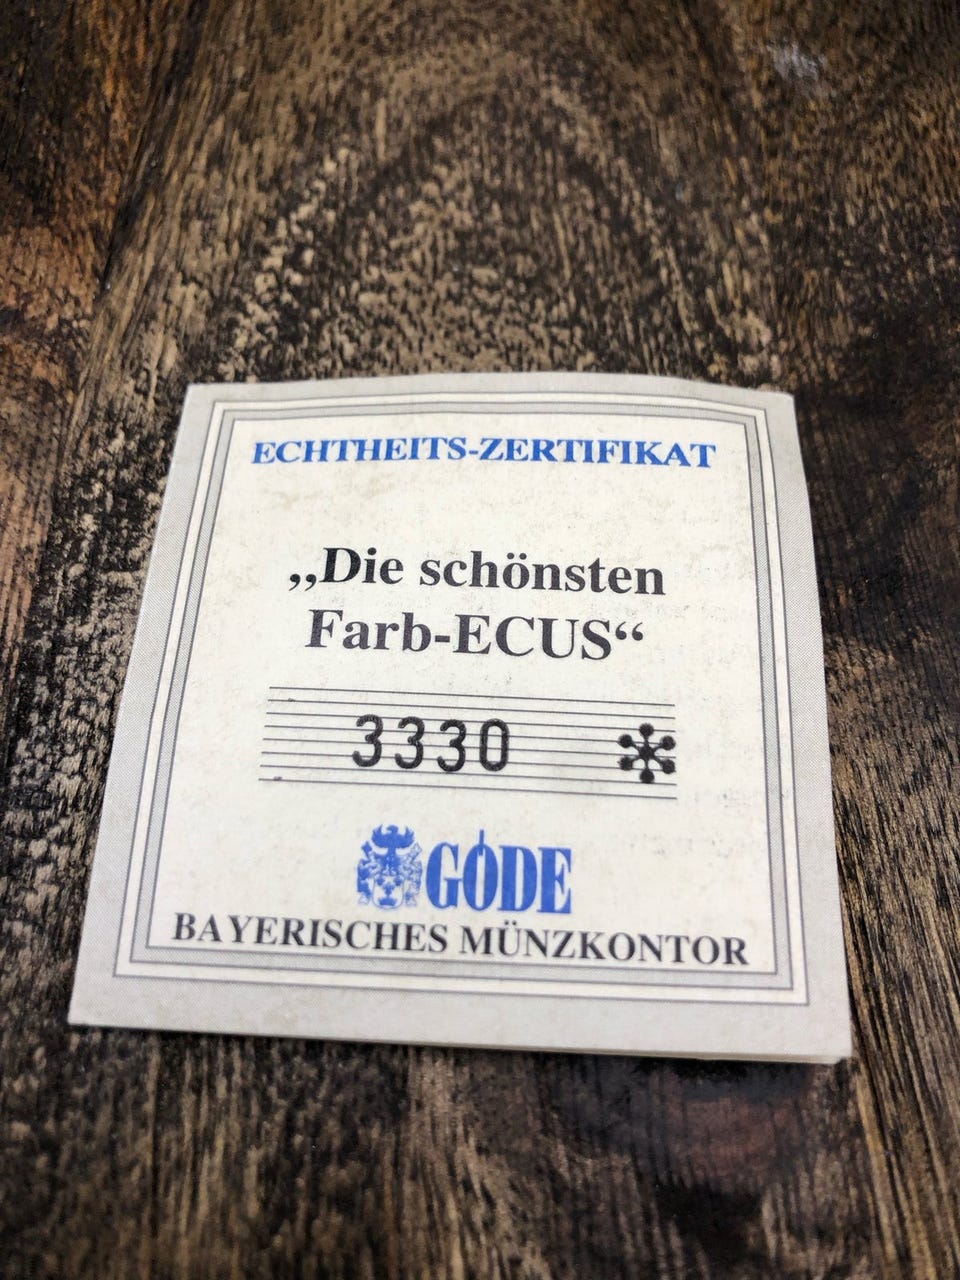 ECHTHEITS-ZERTIFIKAT
„Die schönsten
Farb-ECUS“
3330
GÖDE
BAYERISCHES MÜNZKONTOR